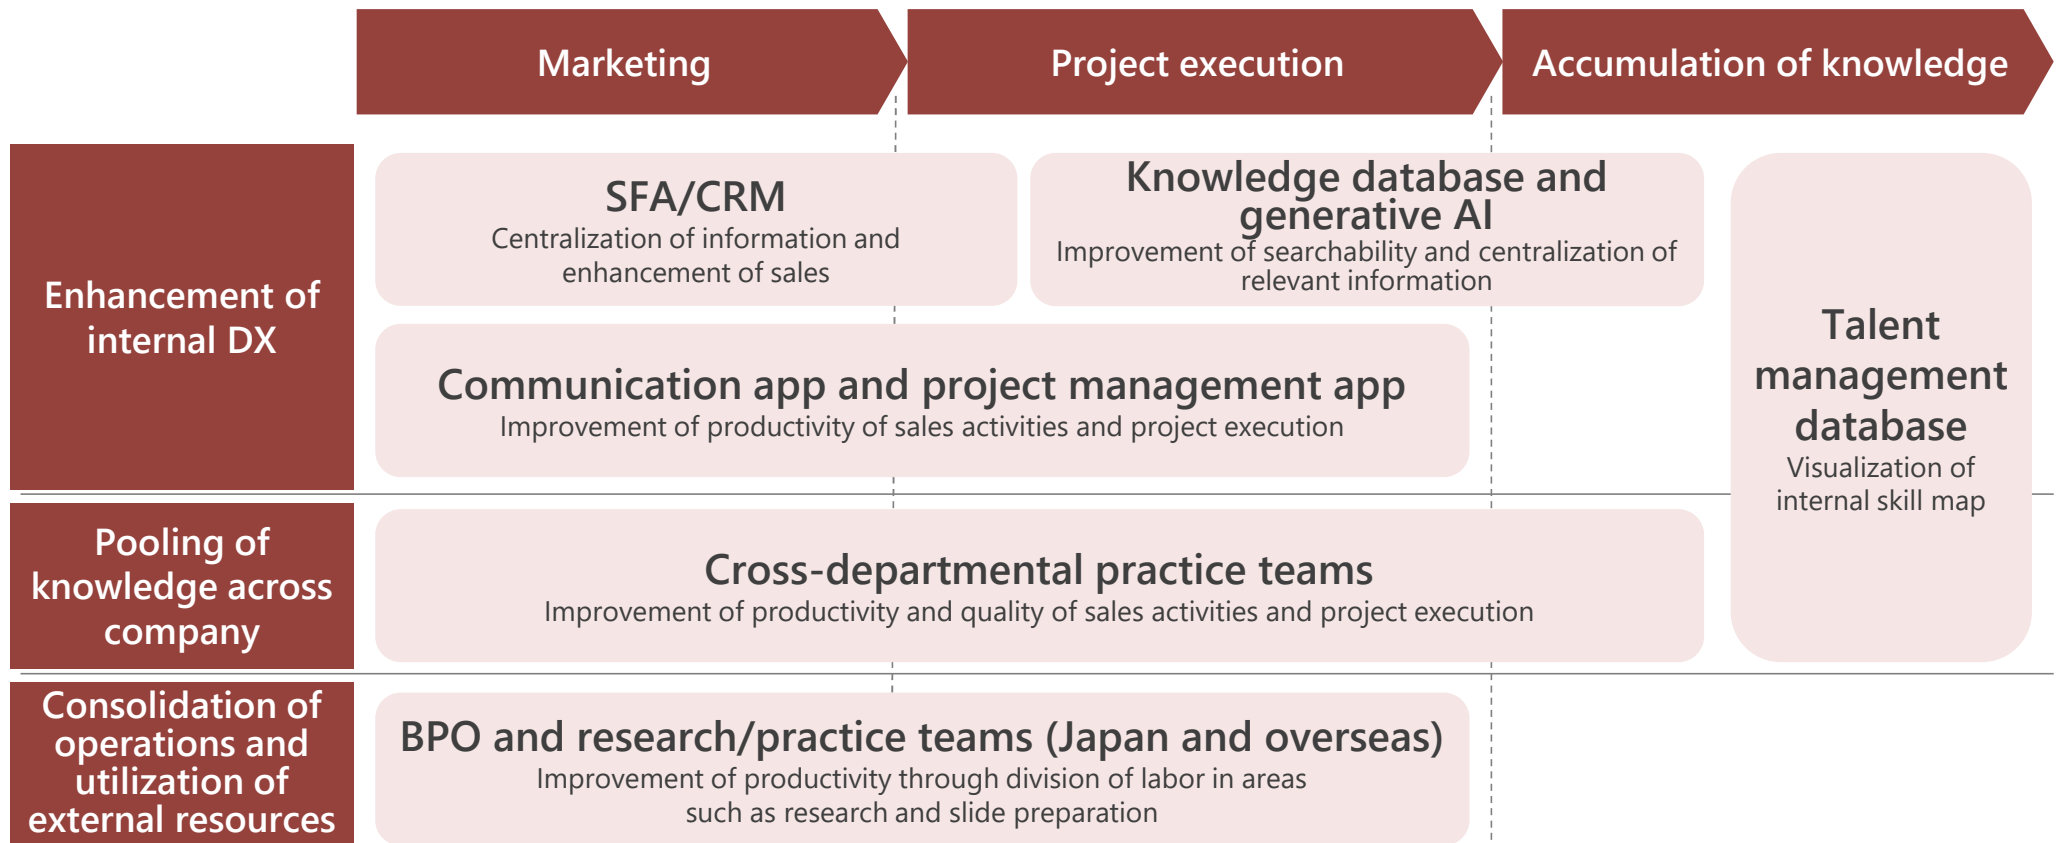 Marketing
Project execution
Accumulation of knowledge
Enhancement of
internal DX
SFA/CRM
Centralization of information and
enhancement of sales
Knowledge database and
generative AI
Improvement of searchability and centralization of
relevant information
Communication app and project management app
Improvement of productivity of sales activities and project execution
Talent
management
database
Visualization of
internal skill map
Pooling of
knowledge across
company
Cross-departmental practice teams
Improvement of productivity and quality of sales activities and project execution
Consolidation of
operations and
utilization of
external resources
BPO and research/practice teams (Japan and overseas)
Improvement of productivity through division of labor in areas
such as research and slide preparation